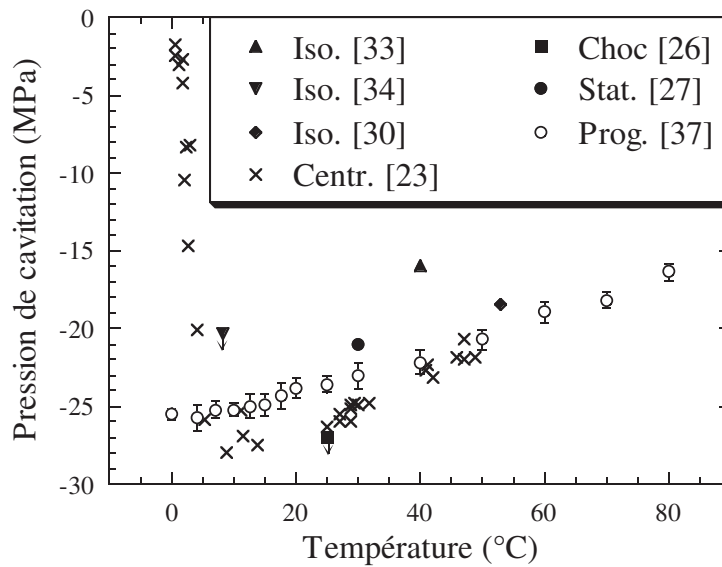 0
-5
-10
-15
-20
-25
-30
Pression de cavitation (MPa)
Iso. [33]
Iso. [34]
Iso. [30]
Centr. [23]
Choc [26]
Stat. [27]
Prog. [37]
0 20 40 60 80
Température (°C)